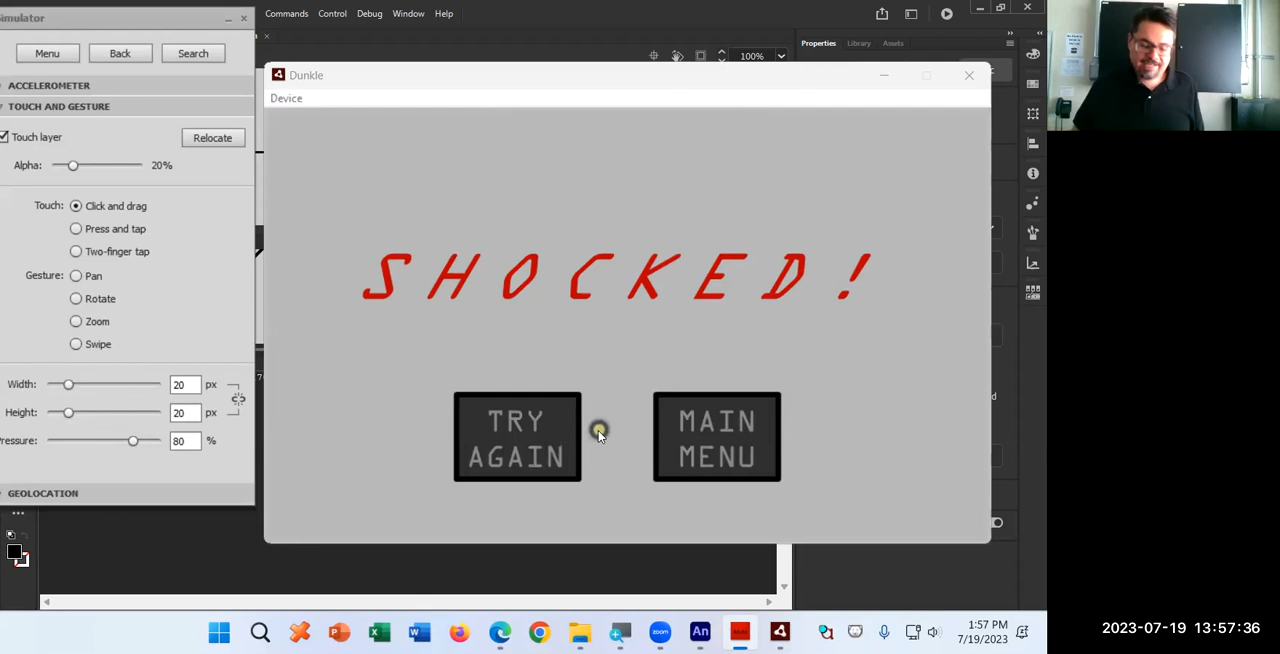 Simulator
Menu
Back
Search
ACCELEROMETER
TOUCH AND GESTURE
Touch layer
Relocate
Alpha:
20%
Touch:
Click and drag
Press and tap
Two-finger tap
Gesture:
Pan
Rotate
Zoom
Swipe
Width:
20
px
Height:
20
px
Pressure:
80
%
GEOLOCATION
Commands
Control
Debug
Window
Help
100%
Properties
Library
Assets
Dunkle
Device
SHOCKED!
TRY
AGAIN
MAIN
MENU
zoom
An
1:57 PM
7/19/2023
2023-07-19 13:57:36